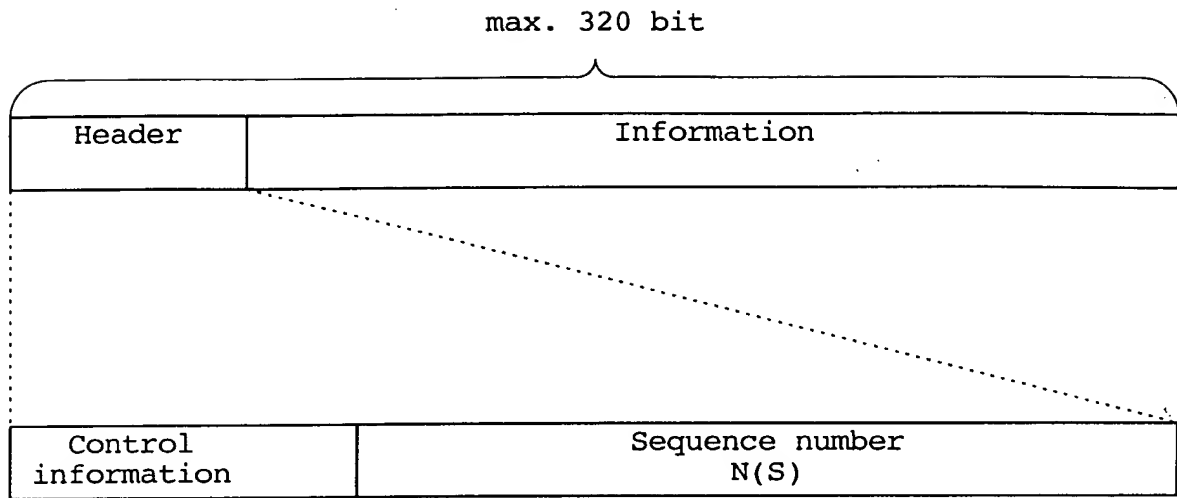 max. 320 bit
Header
Information
Control
information
Sequence number
N(S)